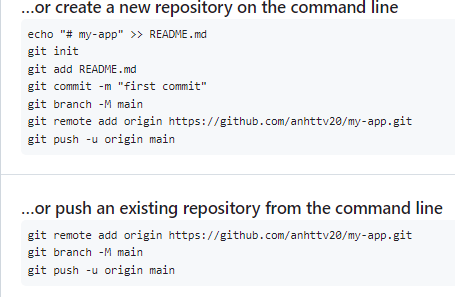 ...or create a new repository on the command line
echo "# my-app" >> README.md
git init
git add README.md
git commit -m "first commit"
git branch -M main
git remote add origin https://github.com/anhttv20/my-app.git
git push -u origin main
...or push an existing repository from the command line
git remote add origin https://github.com/anhttv20/my-app.git
git branch -M main
git push -u origin main